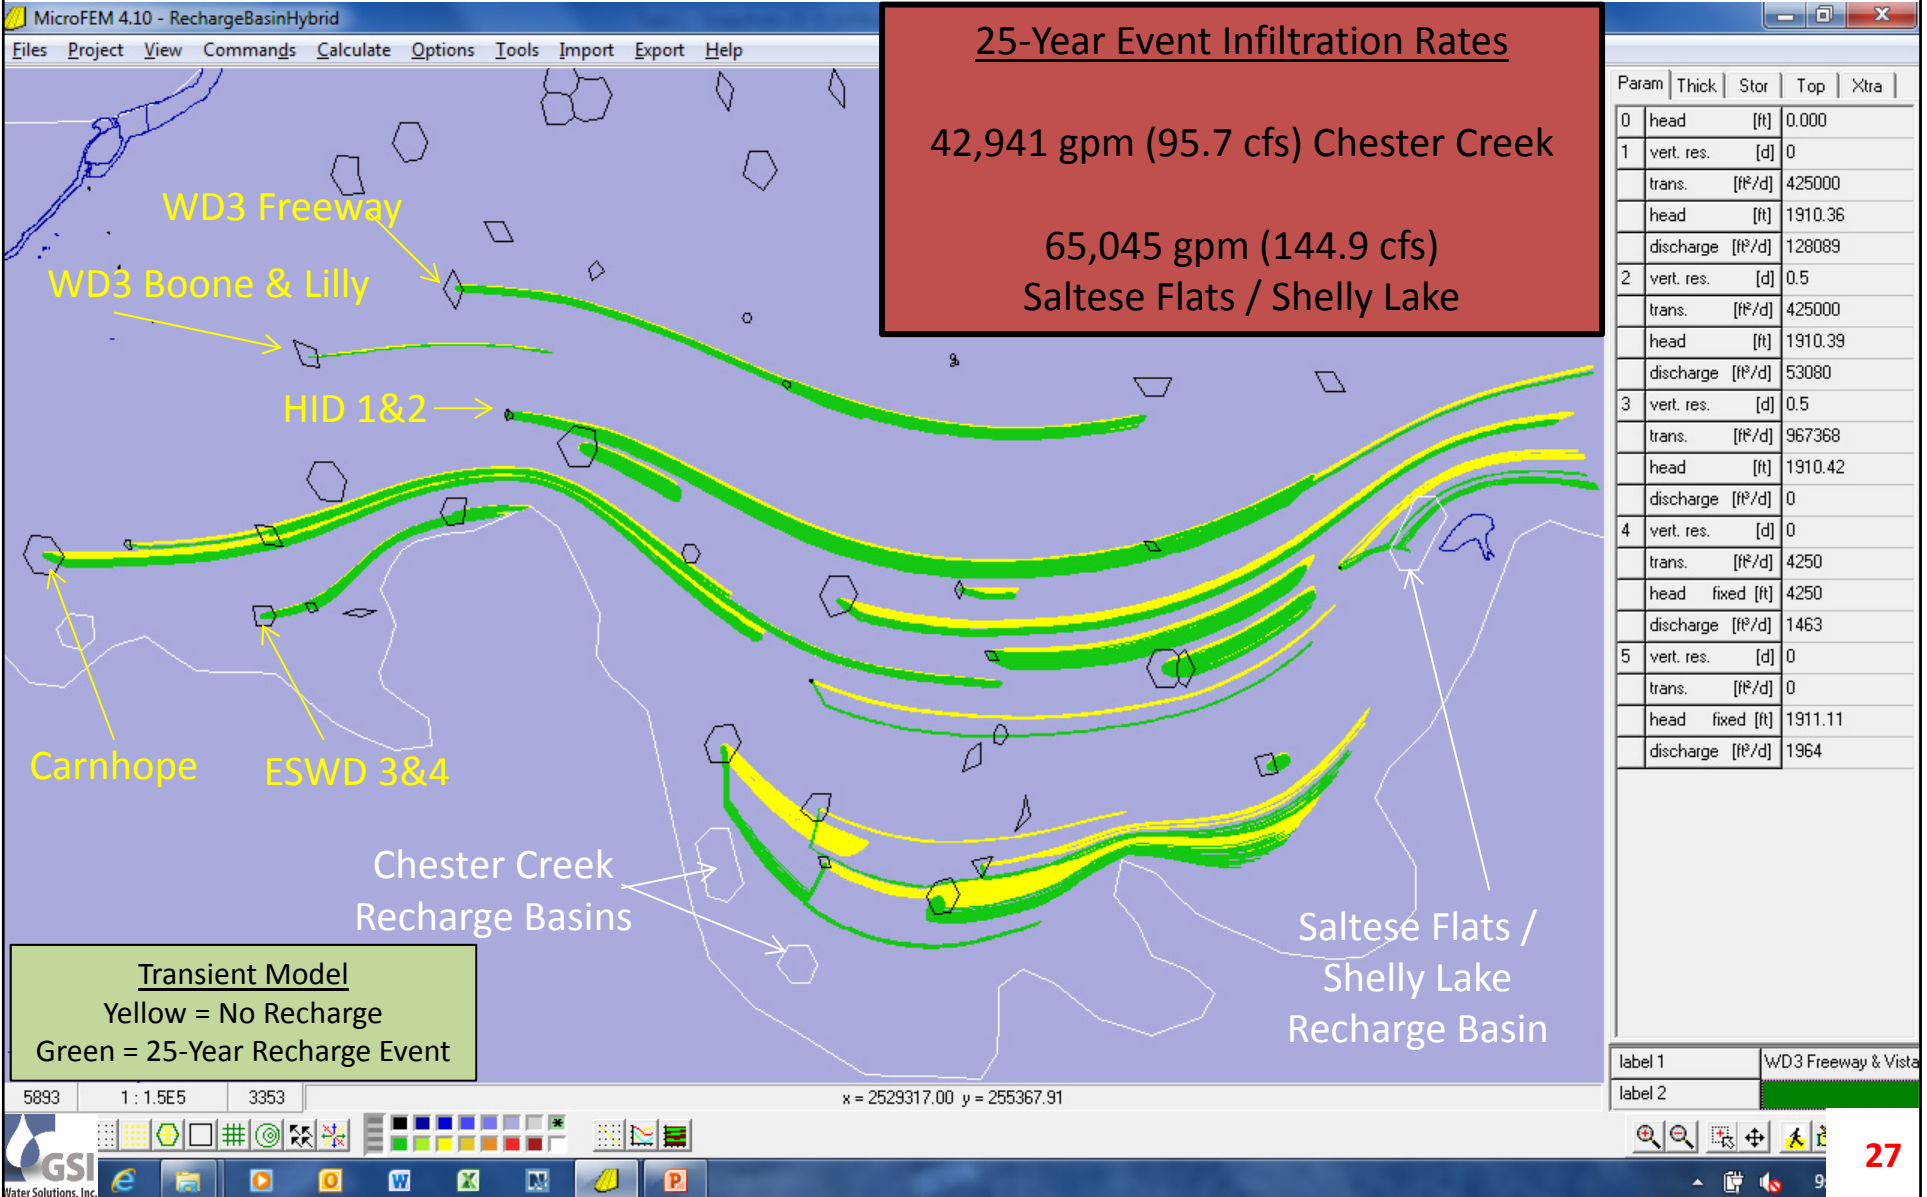 MicroFEM 4.10 - RechargeBasinHybrid
Files Project View Commands Calculate Options Tools Import Export Help
25-Year Event Infiltration Rates
42,941 gpm (95.7 cfs) Chester Creek
65,045 gpm (144.9 cfs)
Saltese Flats / Shelly Lake
WD3 Freeway
WD3 Boone & Lilly
HID 1&2
Carnhope
ESWD 3&4
Chester Creek
Recharge Basins
Saltese Flats /
Shelly Lake
Recharge Basin
Transient Model
Yellow = No Recharge
Green = 25-Year Recharge Event
Param Thick Stor Top Xtra
0 head [ft] 0.000
1 vert. res. [d] 0
trans. [ft²/d] 425000
head [ft] 1910.36
discharge [ft³/d] 128089
2 vert. res. [d] 0.5
trans. [ft²/d] 425000
head [ft] 1910.39
discharge [ft³/d] 53080
3 vert. res. [d] 0.5
trans. [ft²/d] 967368
head [ft] 1910.42
discharge [ft³/d] 0
4 vert. res. [d] 0
trans. [ft²/d] 4250
head fixed [ft] 4250
discharge [ft³/d] 1463
5 vert. res. [d] 0
trans. [ft²/d] 0
head fixed [ft] 1911.11
discharge [ft³/d] 1964
label 1 WD3 Freeway & Vista
label 2
5893 1 : 1.5E5 3353 x = 2529317.00 y = 255367.91
GSI
Water Solutions, Inc.
9:
27